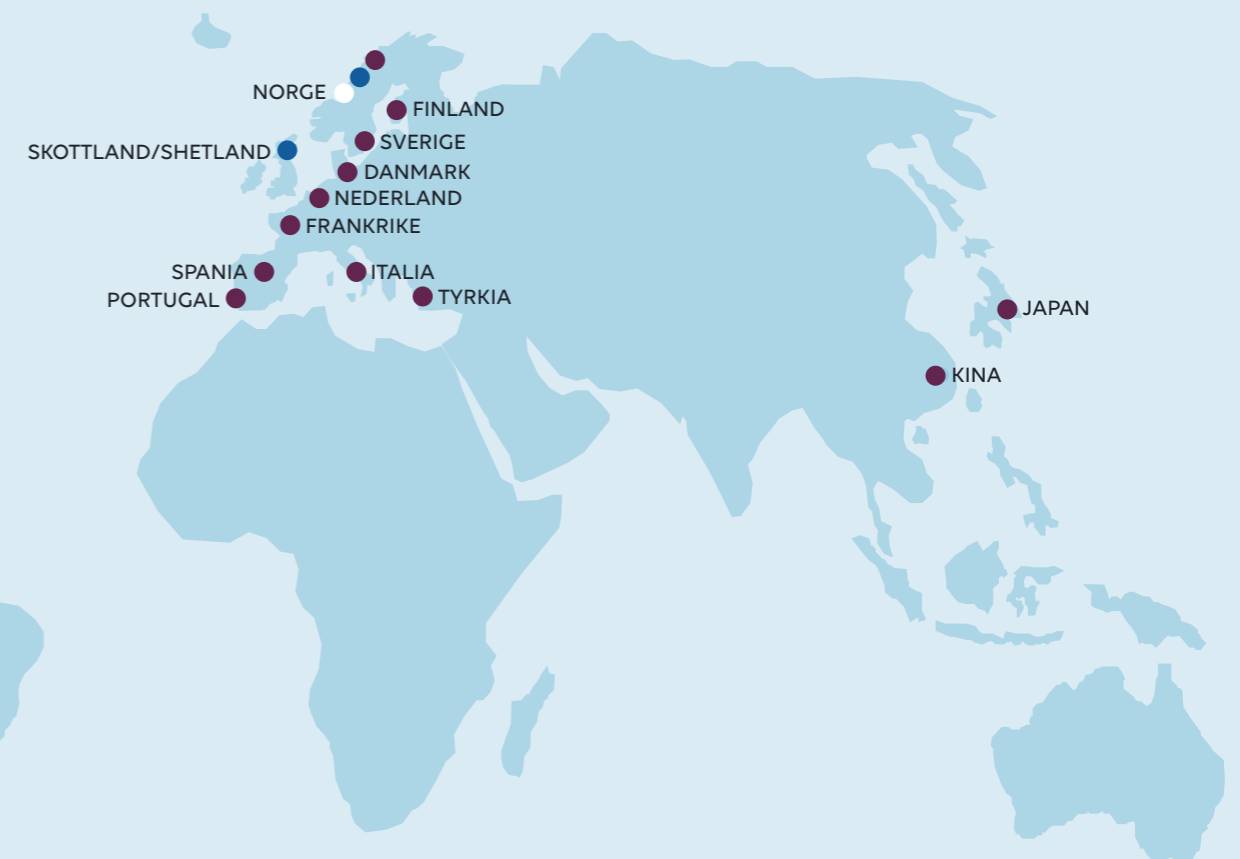 NORGE
FINLAND
SVERIGE
SKOTTLAND/SHETLAND
DANMARK
NEDERLAND
FRANKRIKE
SPANIA
ITALIA
PORTUGAL
TYRKIA
JAPAN
KINA